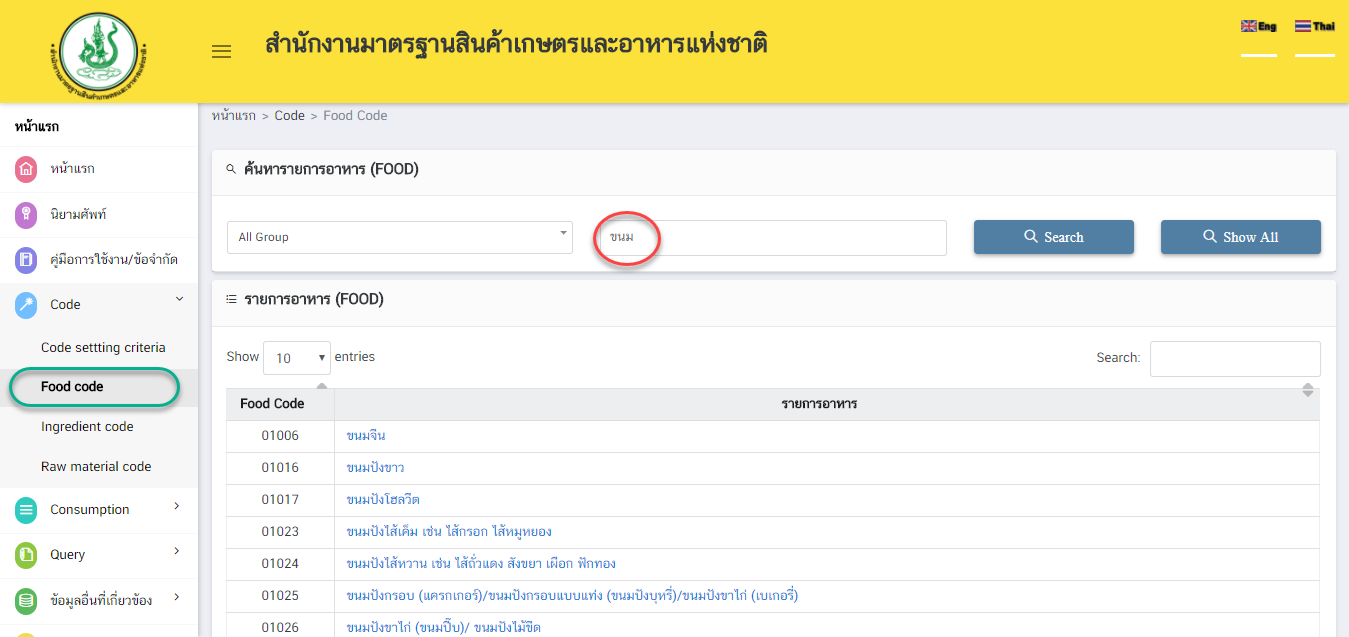 สำนักงานมาตรฐานสินค้าเกษตรและอาหารแห่งชาติ
Eng
Thai
หน้าแรก
หน้าแรก
นิยามศัพท์
คู่มือการใช้งาน/ข้อจำกัด
Code
Code settting criteria
Food code
Ingredient code
Raw material code
Consumption
Query
ข้อมูลอื่นที่เกี่ยวข้อง
หน้าแรก > Code > Food Code
ค้นหารายการอาหาร (FOOD)
All Group
ขนม
Search
Show All
รายการอาหาร (FOOD)
Show 10 entries
Search:
Food Code รายการอาหาร
01006 ขนมจีน
01016 ขนมปังขาว
01017 ขนมปังโฮลวีต
01023 ขนมปังไส้เค็ม เช่น ไส้กรอก ไส้หมูหยอง
01024 ขนมปังไส้หวาน เช่น ไส้ถั่วแดง สังขยา เผือก ฟักทอง
01025 ขนมปังกรอบ (แครกเกอร์)/ขนมปังกรอบแบบแท่ง (ขนมปังบุหรี่)/ขนมปังขาไก่ (เบเกอรี่)
01026 ขนมปังขาไก่ (ขนมปี๊บ)/ ขนมปังไม้ขีด